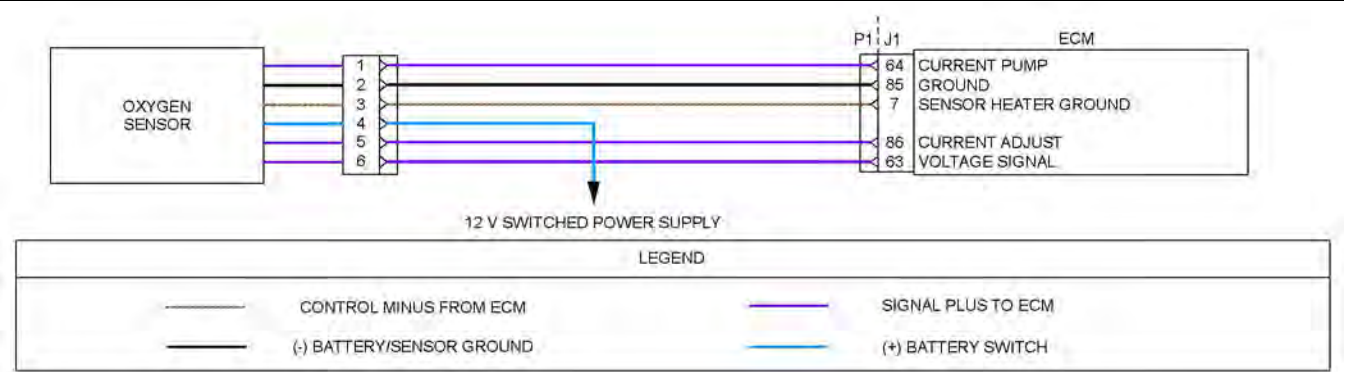 P1 J1 ECM
1 64 CURRENT PUMP
2 85 GROUND
OXYGEN 3 7 SENSOR HEATER GROUND
SENSOR 4
5 86 CURRENT ADJUST
6 63 VOLTAGE SIGNAL
12 V SWITCHED POWER SUPPLY
LEGEND
CONTROL MINUS FROM ECM SIGNAL PLUS TO ECM
(-) BATTERY/SENSOR GROUND (+) BATTERY SWITCH